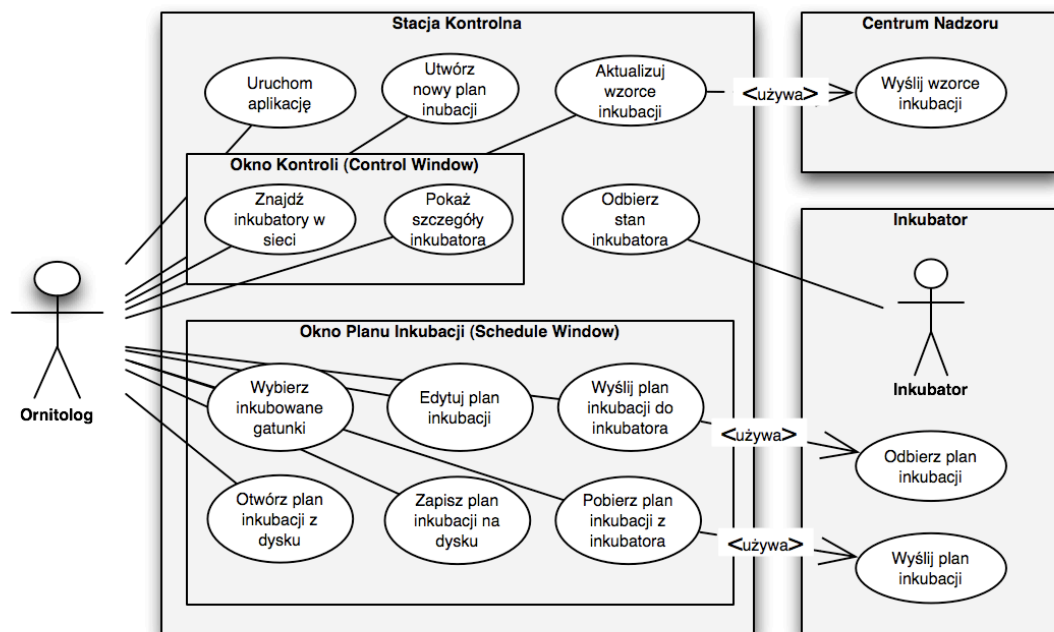 Stacja Kontrolna
Centrum Nadzoru
Uruchom
aplikację
Utwórz
nowy plan
inubacji
Aktualizuj
wzorce
inkubacji
<używa>
Wyślij wzorce
inkubacji
Okno Kontroli (Control Window)
Znajdź
inkubatory w
sieci
Pokaż
szczegóły
inkubatora
Odbierz
stan
inkubatora
Inkubator
Inkubator
Ornitolog
Okno Planu Inkubacji (Schedule Window)
Wybierz
inkubowane
gatunki
Edytuj plan
inkubacji
Wyślij plan
inkubacji do
inkubatora
<używa>
Odbierz plan
inkubacji
Otwórz plan
inkubacji z
dysku
Zapisz plan
inkubacji na
dysku
Pobierz plan
inkubacji z
inkubatora
<używa>
Wyślij plan
inkubacji